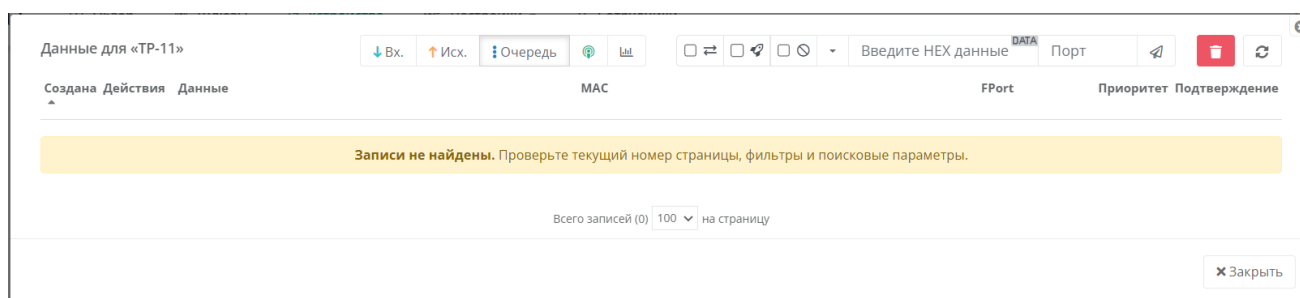 Данные для «ТР-11»
Вх. Исх. Очередь Введите HEX данные DATA Порт
Создана Действия Данные MAC FPort Приоритет Подтверждение
Записи не найдены. Проверьте текущий номер страницы, фильтры и поисковые параметры.
Всего записей (0) 100 на страницу
Закрыть